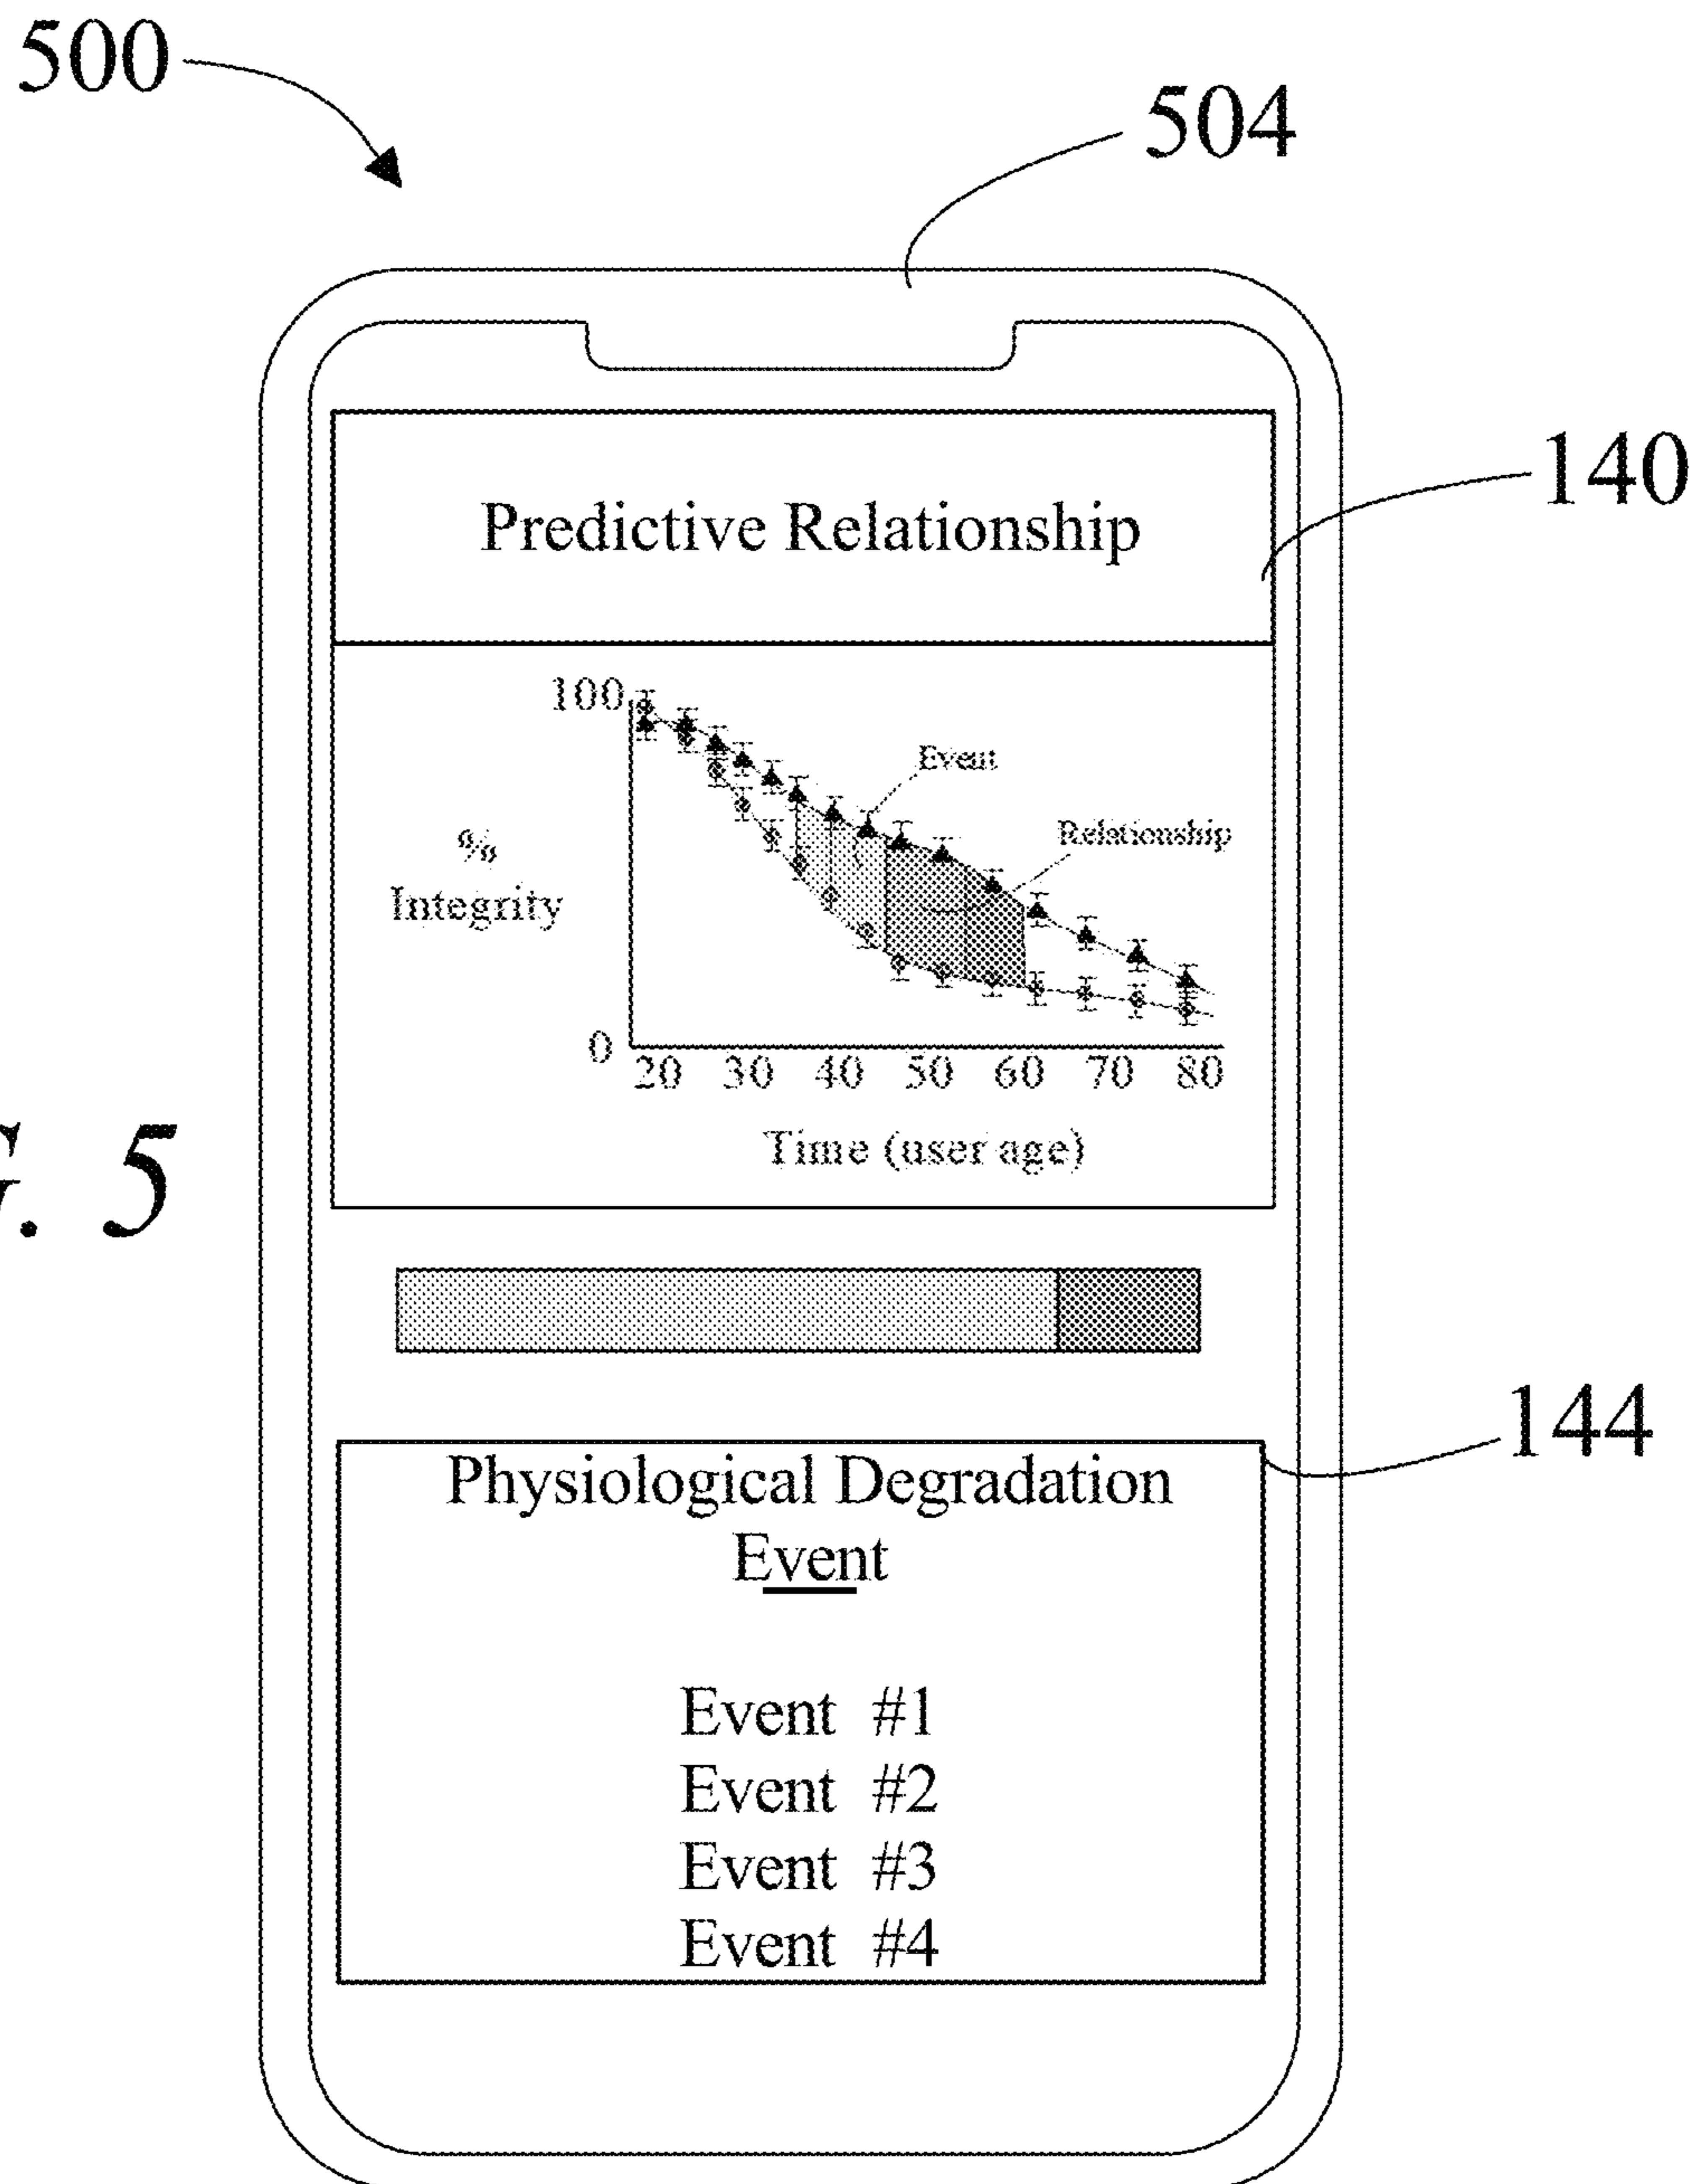 500
504
140
Predictive Relationship
100
Event
Relationship
%
Integrity
0
20 30 40 50 60 70 80
Time (user age)
G. 5
144
Physiological Degradation
Event
Event #1
Event #2
Event #3
Event #4